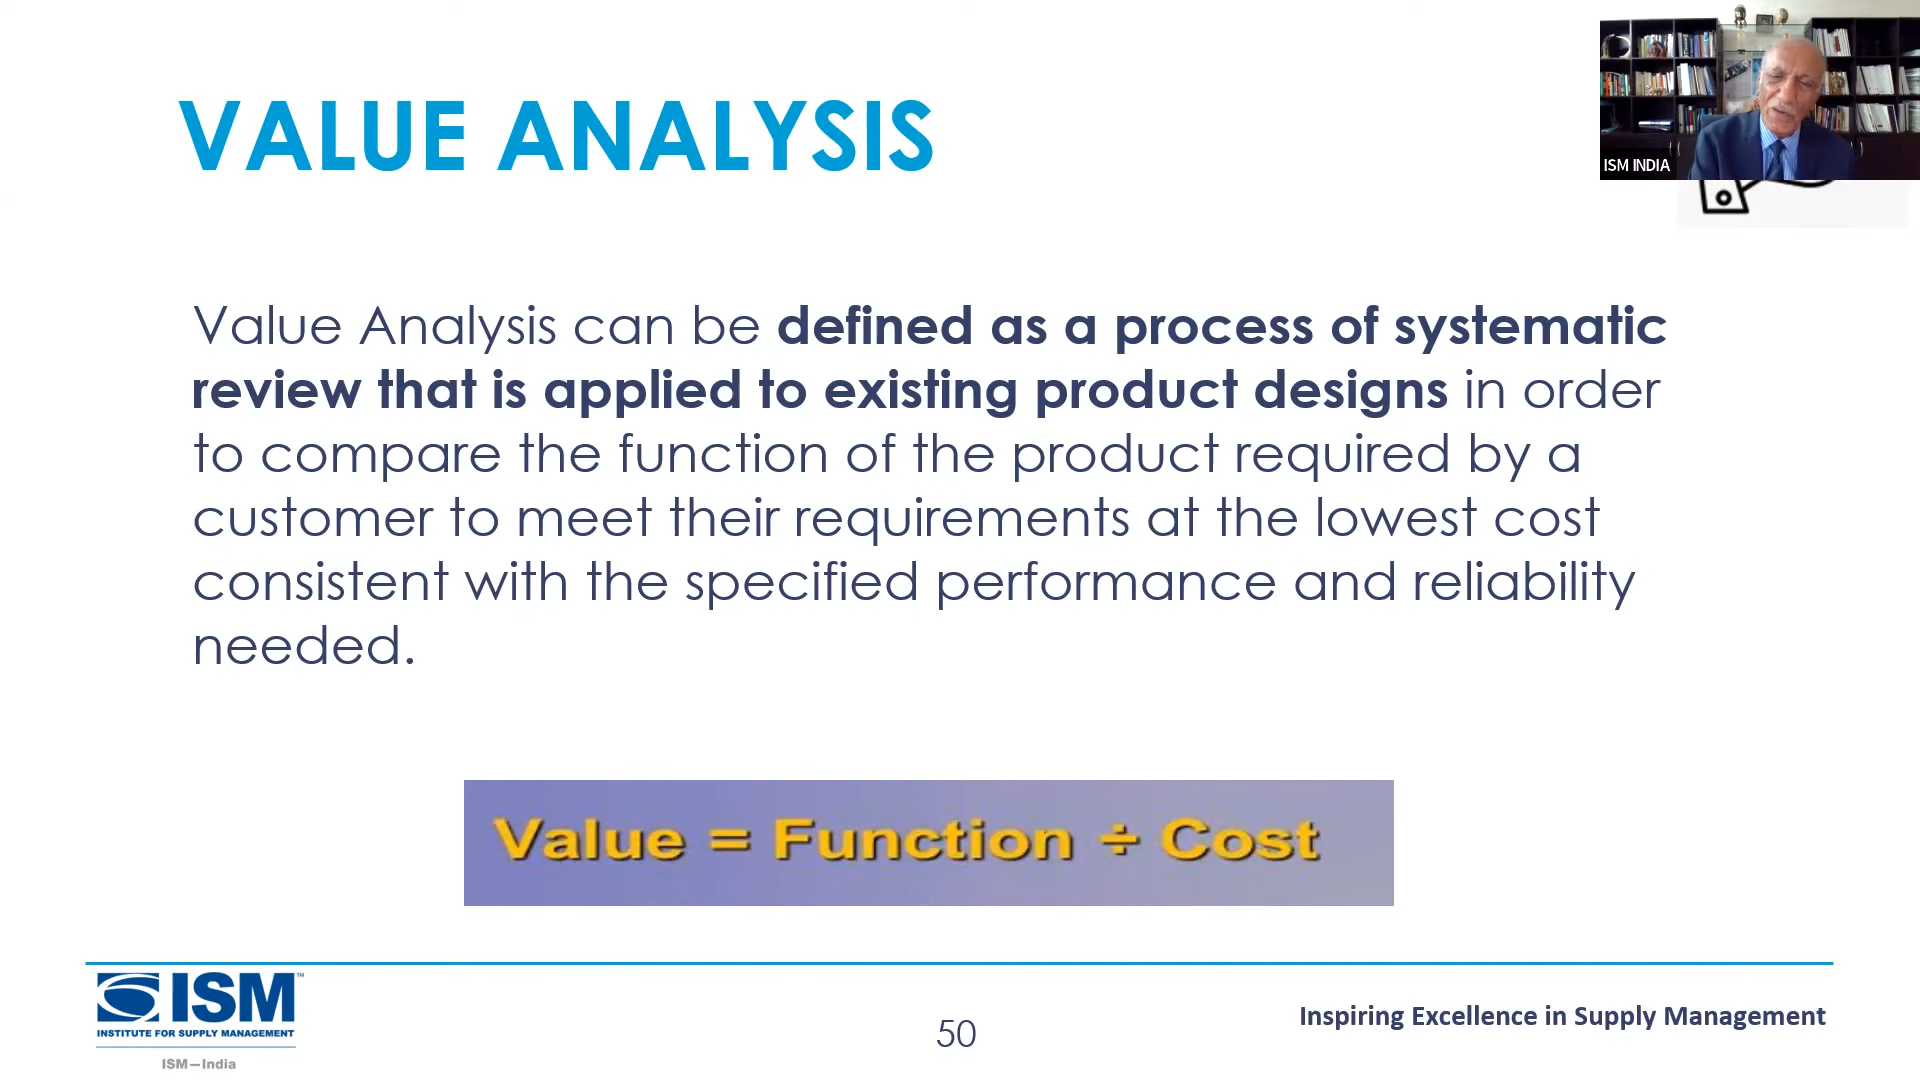 VALUE ANALYSIS
ISM INDIA
Value Analysis can be defined as a process of systematic
review that is applied to existing product designs in order
to compare the function of the product required by a
customer to meet their requirements at the lowest cost
consistent with the specified performance and reliability
needed.
Value = Function ÷ Cost
ISM™
INSTITUTE FOR SUPPLY MANAGEMENT
ISM—India
50
Inspiring Excellence in Supply Management